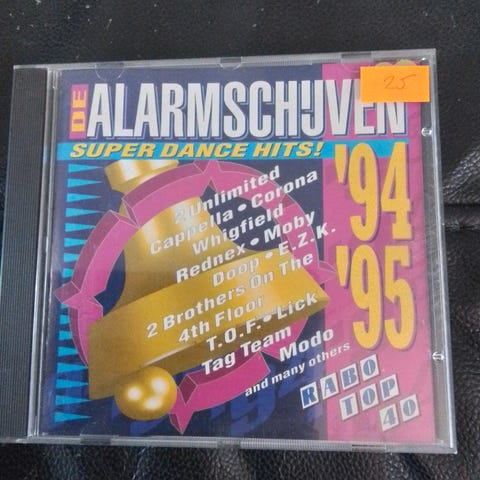 DE ALARMSCHIJVEN
25
SUPER DANCE HITS!
'94
'95
2 Unlimited
Cappella • Corona
Whigfield
Rednex • Moby
Doop • E.Z.K.
2 Brothers On The
4th Floor
T.O.F. • Lick
Tag Team Modo
and many others
RABO
TOP
40